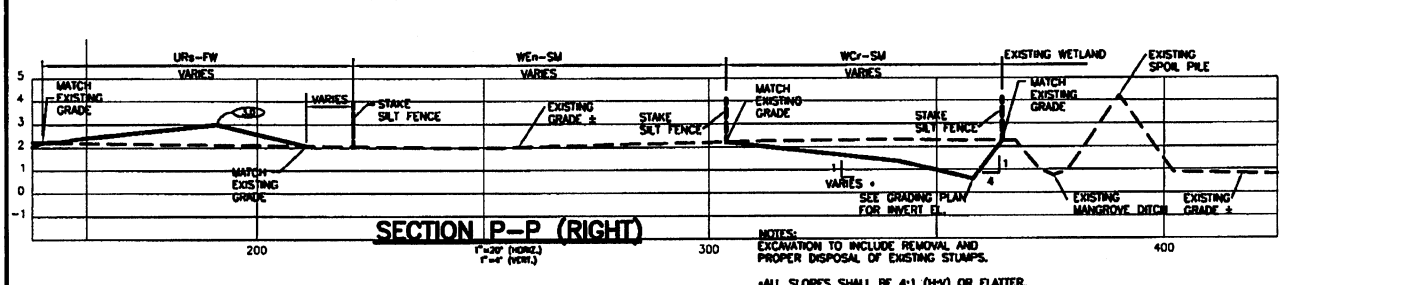 URs-FW
WEn-SM
WCr-SM
EXISTING WETLAND
EXISTING
SPOIL PILE
VARIES
VARIES
VARIES
5
4
3
2
1
0
-1
MATCH
EXISTING
GRADE
3.0
VARIES
STAKE
SILT FENCE
EXISTING
GRADE ±
STAKE
SILT FENCE
MATCH
EXISTING
GRADE
STAKE
SILT FENCE
MATCH
EXISTING
GRADE
MATCH
EXISTING
GRADE
1
VARIES *
1
4
SEE GRADING PLAN
FOR INVERT EL.
EXISTING
MANGROVE DITCH
EXISTING
GRADE ±
SECTION P-P (RIGHT)
1"=20' (HORIZ.)
1"=4' (VERT.)
200
300
400
NOTES:
EXCAVATION TO INCLUDE REMOVAL AND
PROPER DISPOSAL OF EXISTING STUMPS.
*ALL SLOPES SHALL BE 4:1 (H:V) OR FLATTER.